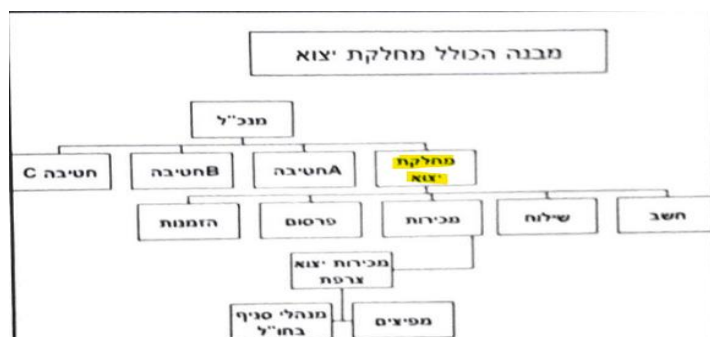 מבנה הכולל מחלקת יצוא
מנכ"ל
מחלקת
יצוא
חטיבהA
חטיבהB
חטיבה C
חשב
שילוח
מכירות
פרסום
הזמנות
מכירות יצוא
צרפת
מפיצים
מנהלי סניף
בחו"ל